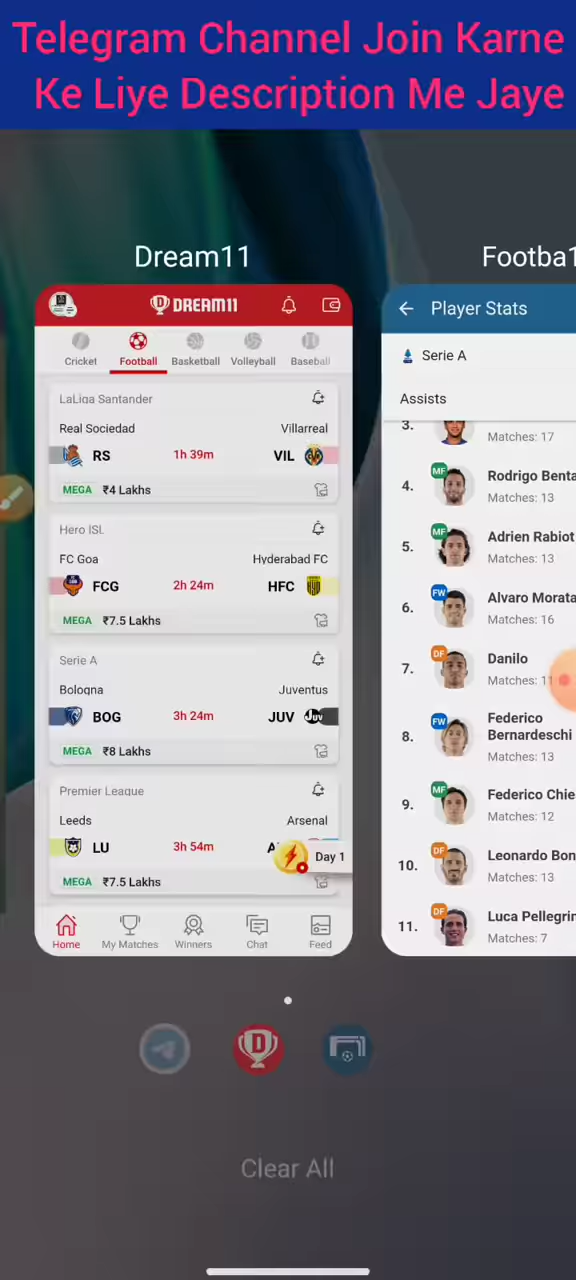 Telegram Channel Join Karne
Ke Liye Description Me Jaye
Dream11
DREAM11
Cricket
Football
Basketball
Volleyball
Baseball
LaLiga Santander
Real Sociedad
Villarreal
RS
1h 39m
VIL
MEGA ₹4 Lakhs
Hero ISL
FC Goa
Hyderabad FC
FCG
2h 24m
HFC
MEGA ₹7.5 Lakhs
Serie A
Bologna
Juventus
BOG
3h 24m
JUV
MEGA ₹8 Lakhs
Premier League
Leeds
Arsenal
LU
3h 54m
Day 1
MEGA ₹7.5 Lakhs
Home
My Matches
Winners
Chat
Feed
Player Stats
Serie A
Assists
3.
Matches: 17
4.
MF
Rodrigo
Matches: 13
5.
MF
Adrien Rabiot
Matches: 13
6.
FW
Alvaro Morata
Matches: 16
7.
DF
Danilo
Matches: 11
8.
FW
Federico
Bernardeschi
Matches: 13
9.
MF
Federico
Matches: 12
10.
DF
Leonardo
Matches: 13
11.
DF
Luca
Matches: 7
Clear All